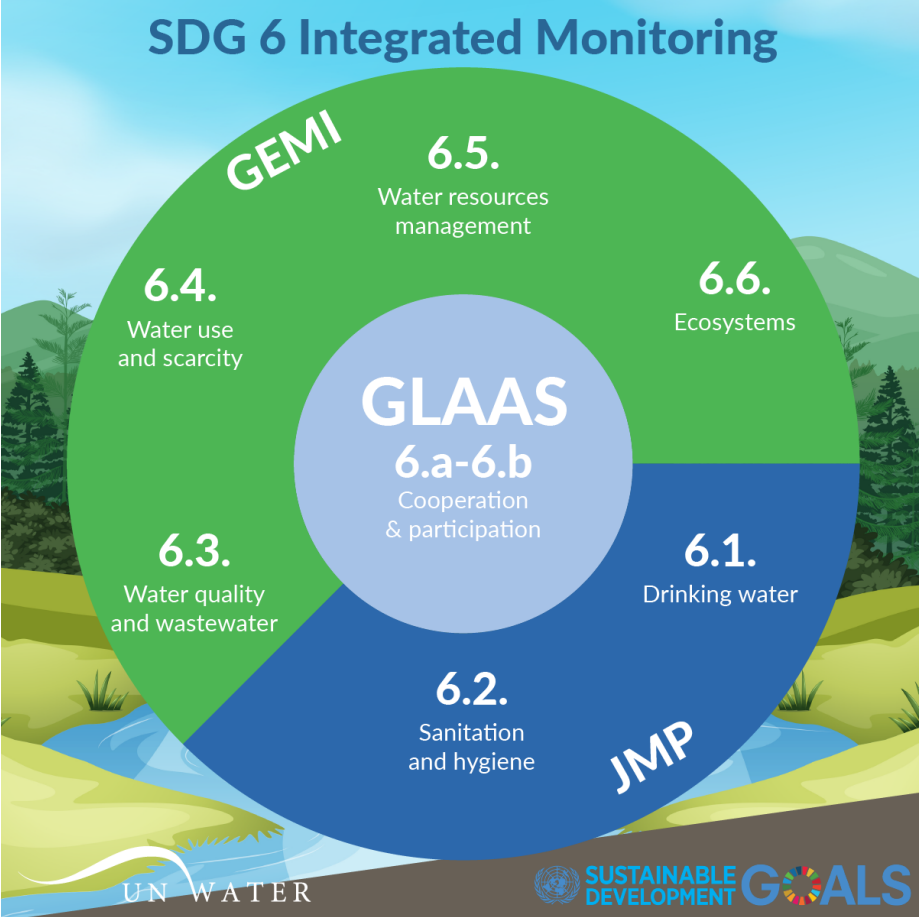 SDG 6 Integrated Monitoring
GEMI
6.5.
Water resources
management
6.4.
Water use
and scarcity
6.6.
Ecosystems
GLAAS
6.a-6.b
Cooperation
& participation
6.3.
Water quality
and wastewater
6.1.
Drinking water
6.2.
Sanitation
and hygiene
JMP
UN WATER
SUSTAINABLE
DEVELOPMENT
GOALS